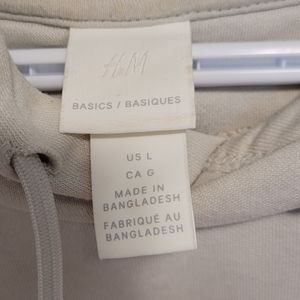 H&M
BASICS / BASIQUES
US L
CA G
MADE IN
BANGLADESH
FABRIQUÉ AU
BANGLADESH